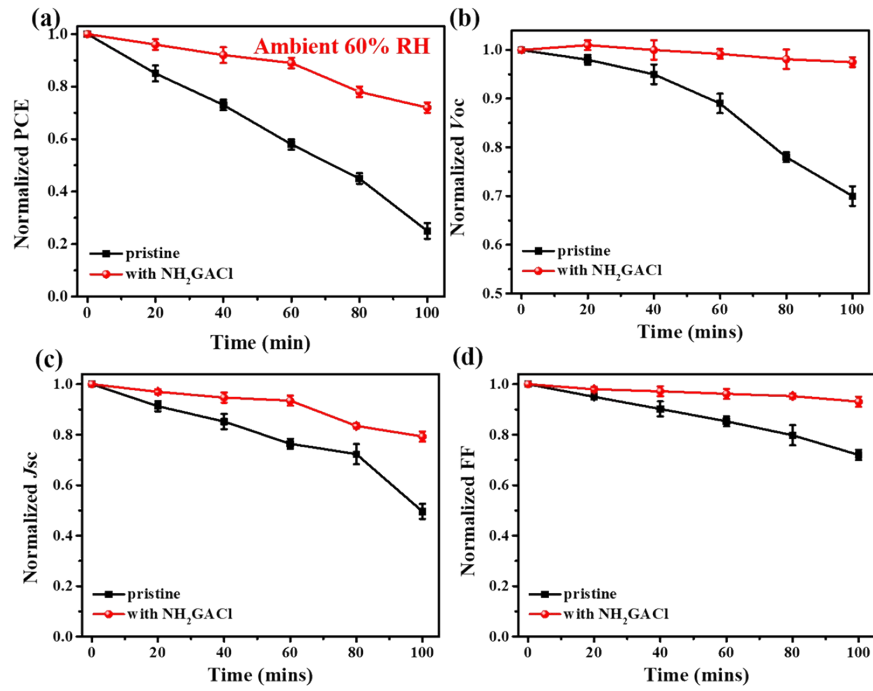 (a)
Ambient 60% RH
Normalized PCE
1.0
0.8
0.6
0.4
0.2
0.0
pristine
with NH₂GACl
0 20 40 60 80 100
Time (min)
(b)
Normalized Voc
1.0
0.9
0.8
0.7
0.6
0.5
pristine
with NH₂GACl
0 20 40 60 80 100
Time (mins)
(c)
Normalized Jsc
1.0
0.8
0.6
0.4
0.2
0.0
pristine
with NH₂GACl
0 20 40 60 80 100
Time (mins)
(d)
Normalized FF
1.0
0.8
0.6
0.4
0.2
0.0
pristine
with NH₂GACl
0 20 40 60 80 100
Time (mins)